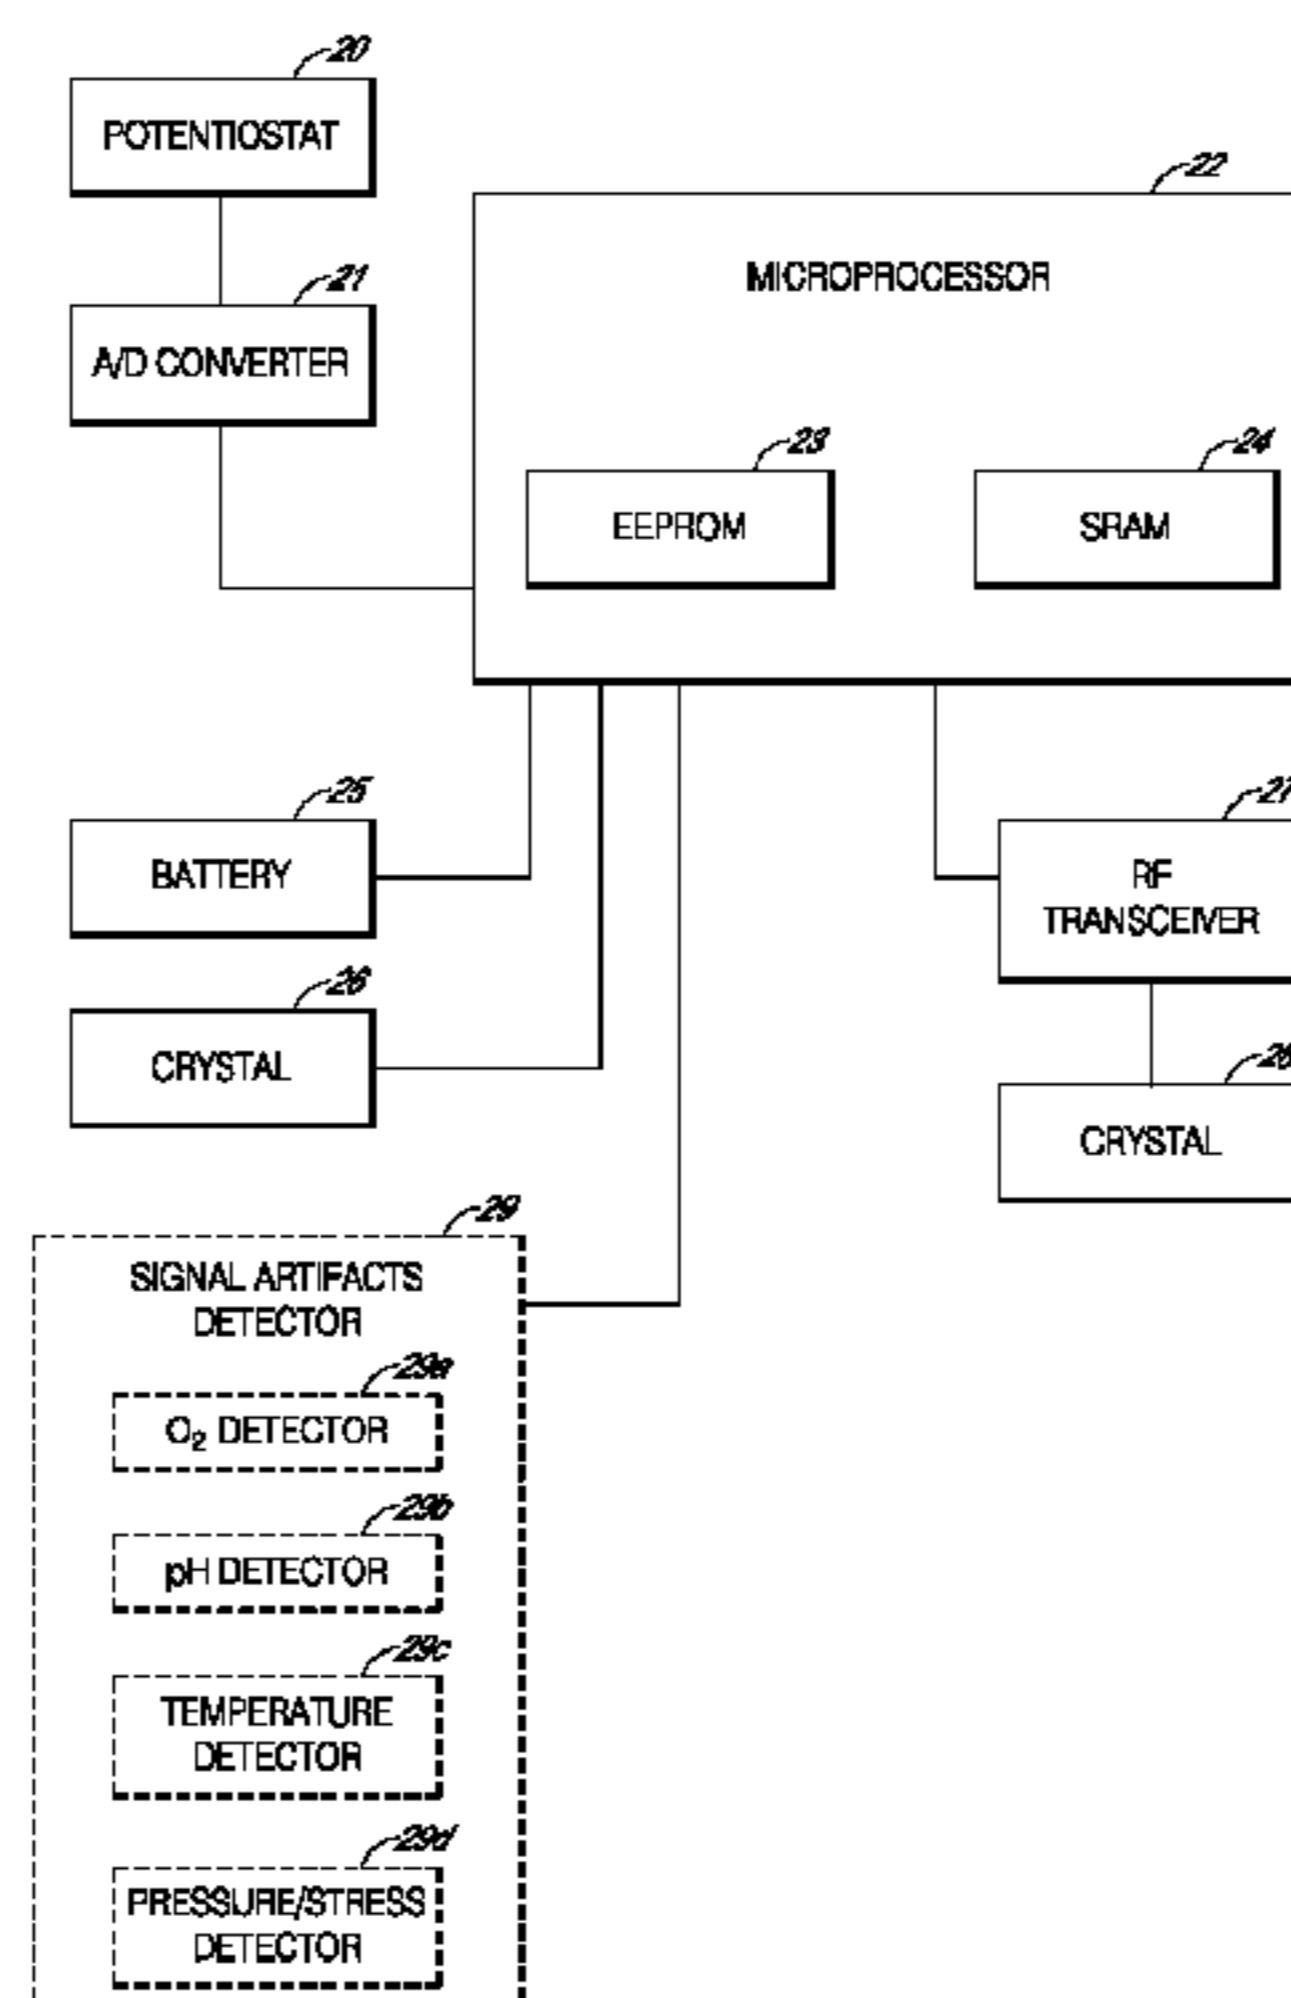 20
POTENTIOSTAT
21
A/D CONVERTER
22
MICROPROCESSOR
23
EEPROM
24
SRAM
25
BATTERY
26
CRYSTAL
27
RF
TRANSCEIVER
CRYSTAL
29
SIGNAL ARTIFACTS
DETECTOR
29a
O₂ DETECTOR
29b
pH DETECTOR
29c
TEMPERATURE
DETECTOR
29d
PRESSURE/STRESS
DETECTOR